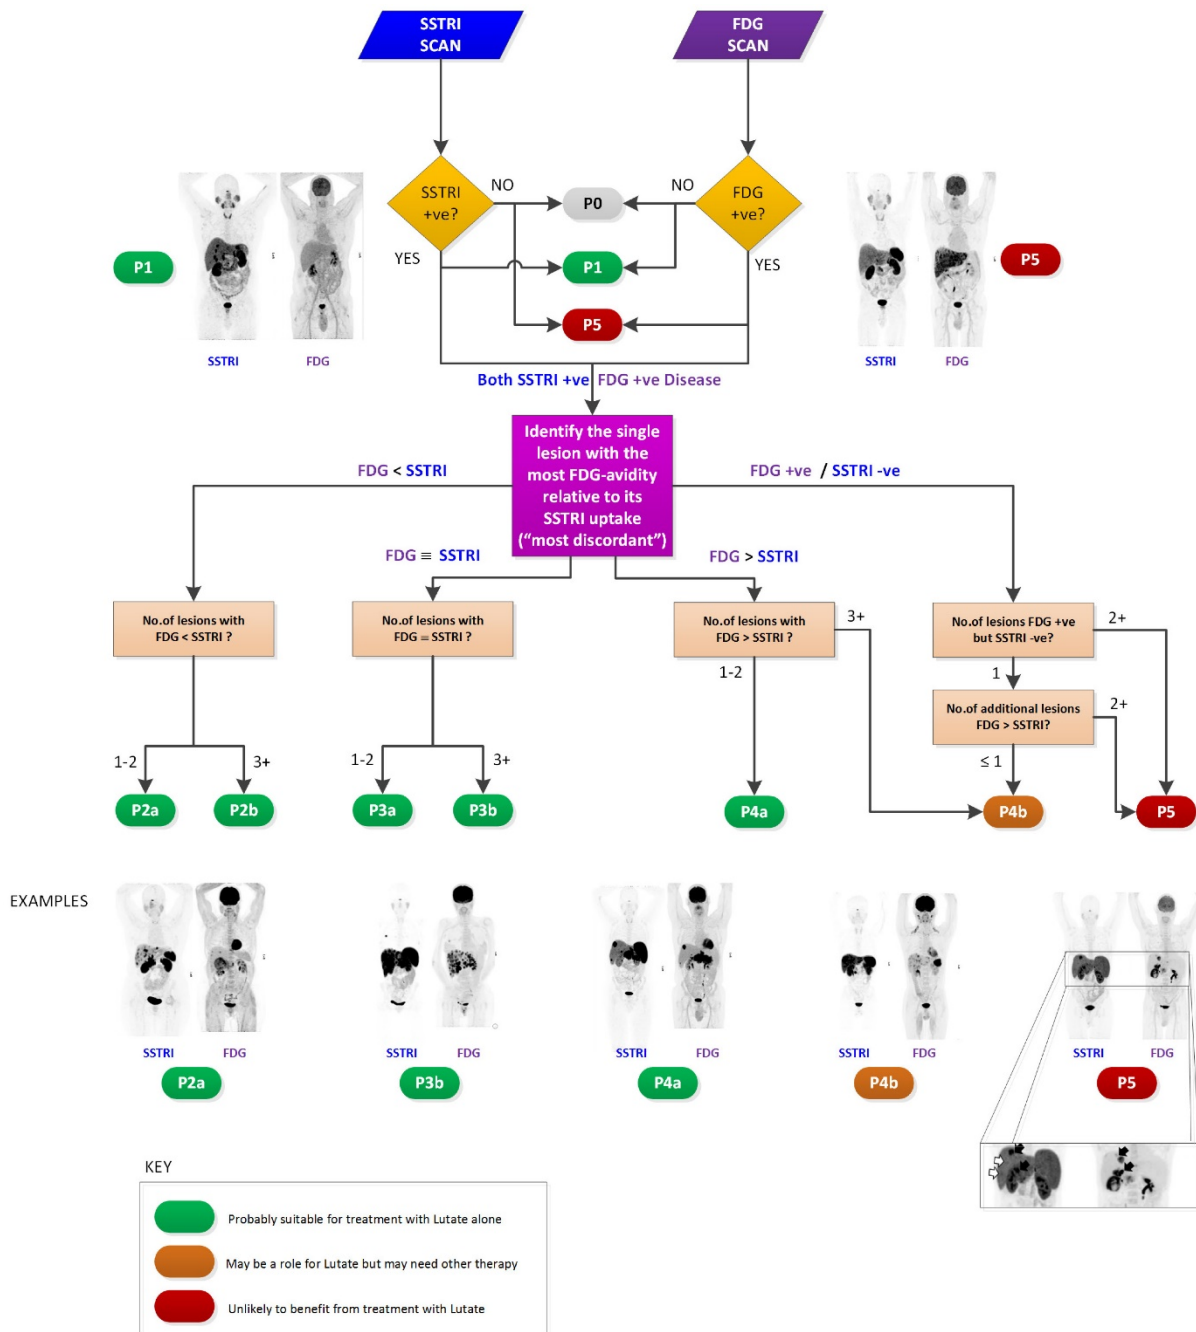 SSTRI
SCAN
FDG
SCAN
SSTRI
+ve?
NO
P0
NO
FDG
+ve?
YES
P1
YES
P5
P1
SSTRI
FDG
P5
SSTRI
FDG
Both SSTRI +ve FDG +ve Disease
Identify the single
lesion with the
most FDG-avidity
relative to its
SSTRI uptake
(“most discordant”)
FDG < SSTRI
FDG +ve / SSTRI -ve
FDG ≡ SSTRI
FDG > SSTRI
No.of lesions with
FDG < SSTRI ?
No.of lesions with
FDG = SSTRI ?
No.of lesions with
FDG > SSTRI ?
3+
No.of lesions FDG +ve
but SSTRI -ve?
2+
1-2
1
No.of additional lesions
FDG > SSTRI?
2+
1-2
3+
1-2
3+
≤ 1
P2a
P2b
P3a
P3b
P4a
P4b
P5
EXAMPLES
SSTRI
FDG
P2a
SSTRI
FDG
P3b
SSTRI
FDG
P4a
SSTRI
FDG
P4b
SSTRI
FDG
P5
KEY
Probably suitable for treatment with Lutate alone
May be a role for Lutate but may need other therapy
Unlikely to benefit from treatment with Lutate